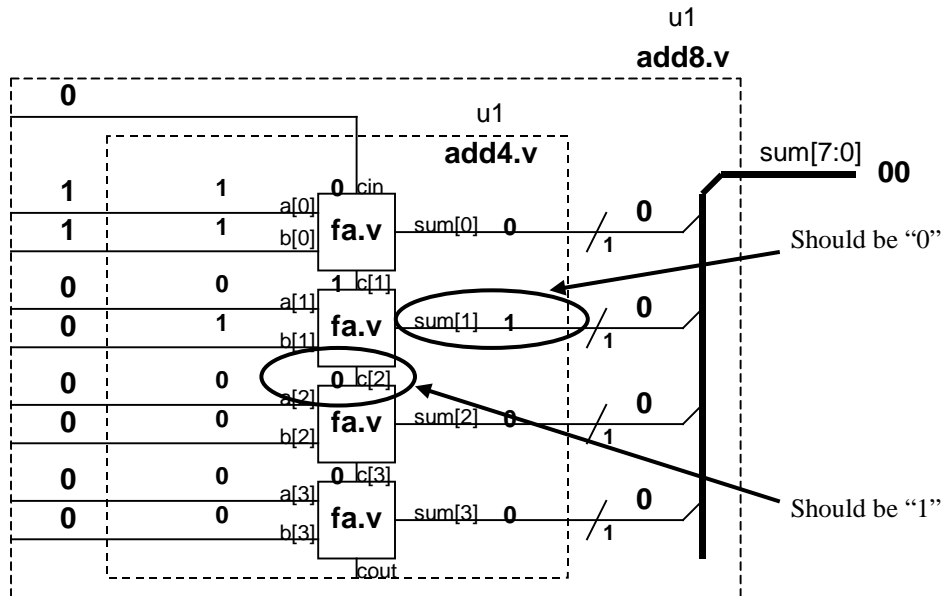 u1
add8.v
0
u1
add4.v
sum[7:0] 00
1 1 0 cin
a[0] sum[0] 0 0
1 1 b[0] fa.v 1
Should be “0”
0 0 1 c[1]
a[1] sum[1] 1 0
0 1 b[1] fa.v 1
0 0 0 c[2]
a[2] sum[2] 0 0
0 0 b[2] fa.v 1
0 0 0 c[3]
a[3] sum[3] 0 0
0 0 b[3] fa.v 1
Should be “1”
cout